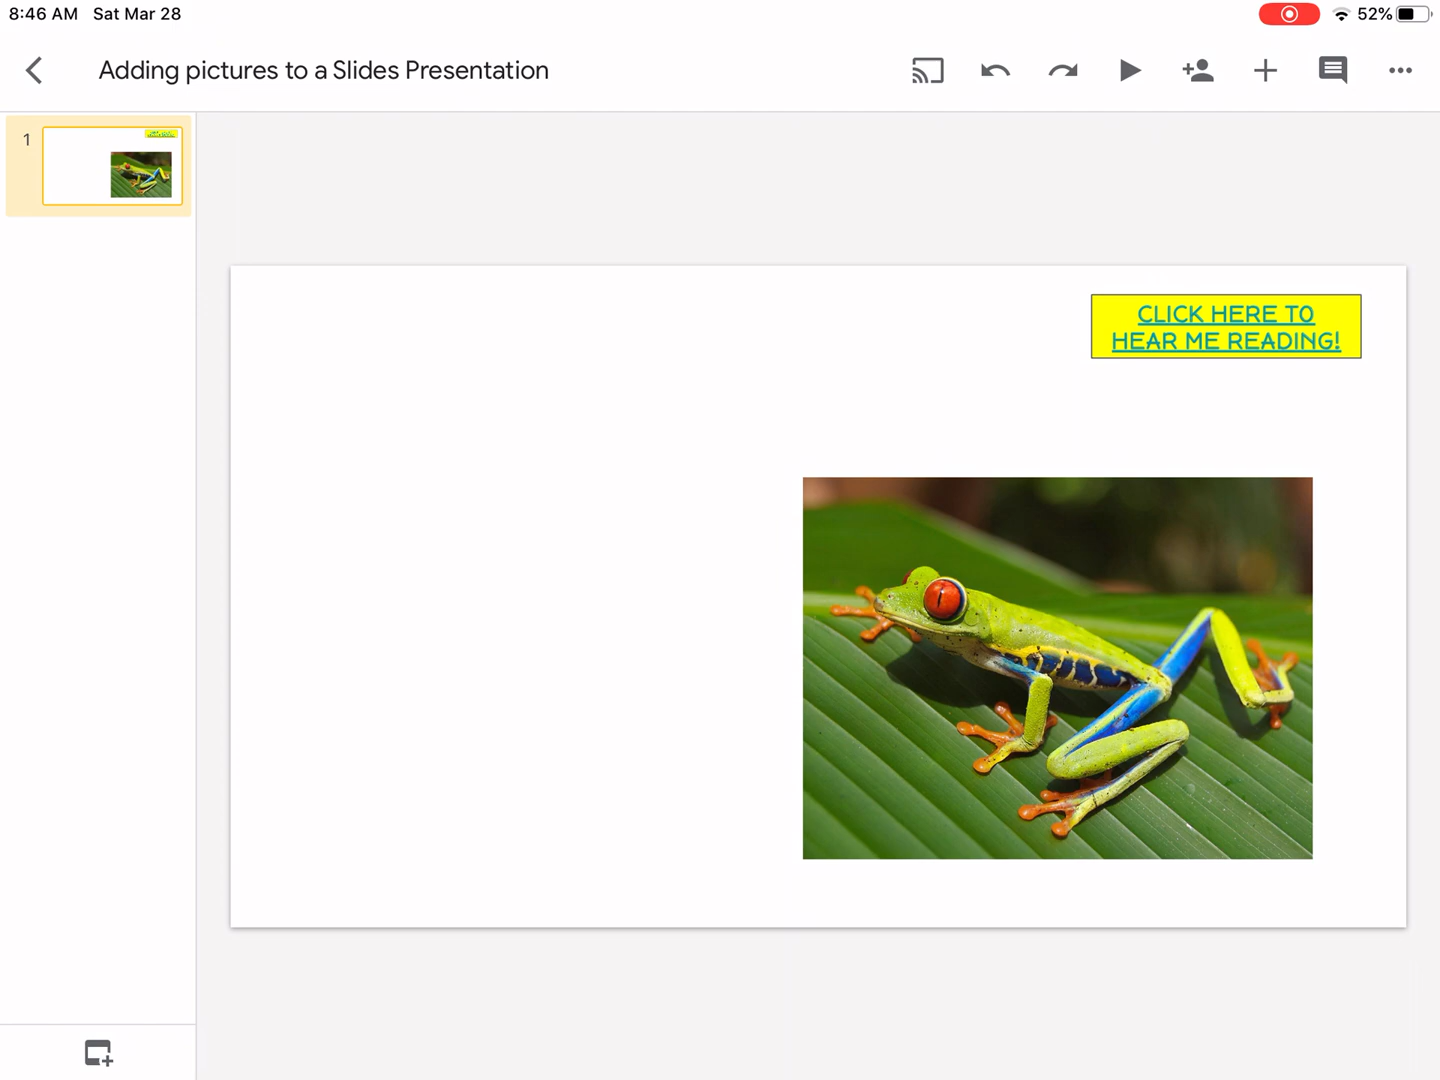 8:46 AM Sat Mar 28
52%
Adding pictures to a Slides Presentation
1
CLICK HERE TO
HEAR ME READING!